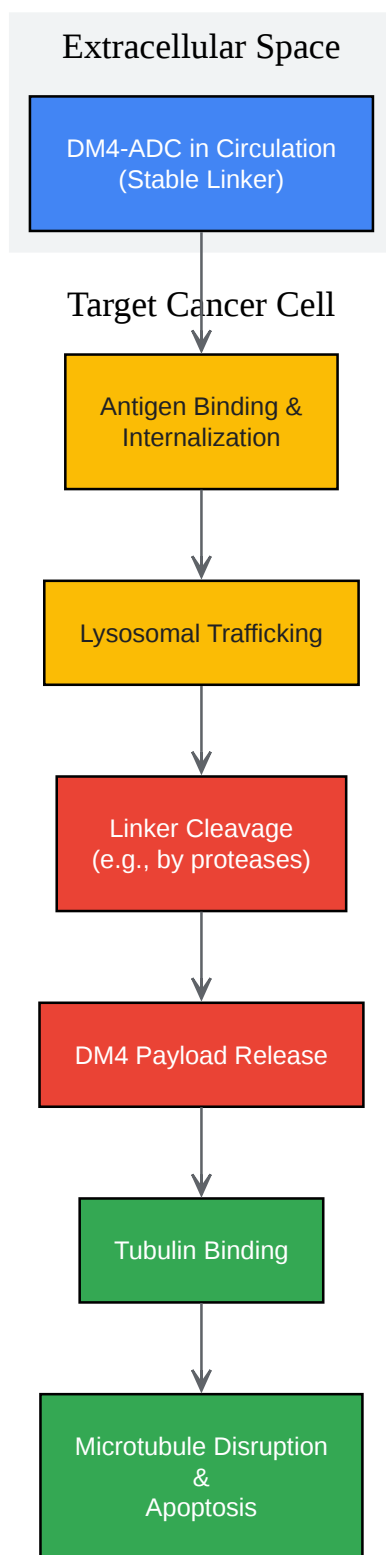 Extracellular Space
DM4-ADC in Circulation
(Stable Linker)
Target Cancer Cell
Antigen Binding &
Internalization
Lysosomal Trafficking
Linker Cleavage
(e.g., by proteases)
DM4 Payload Release
Tubulin Binding
Microtubule Disruption
&
Apoptosis